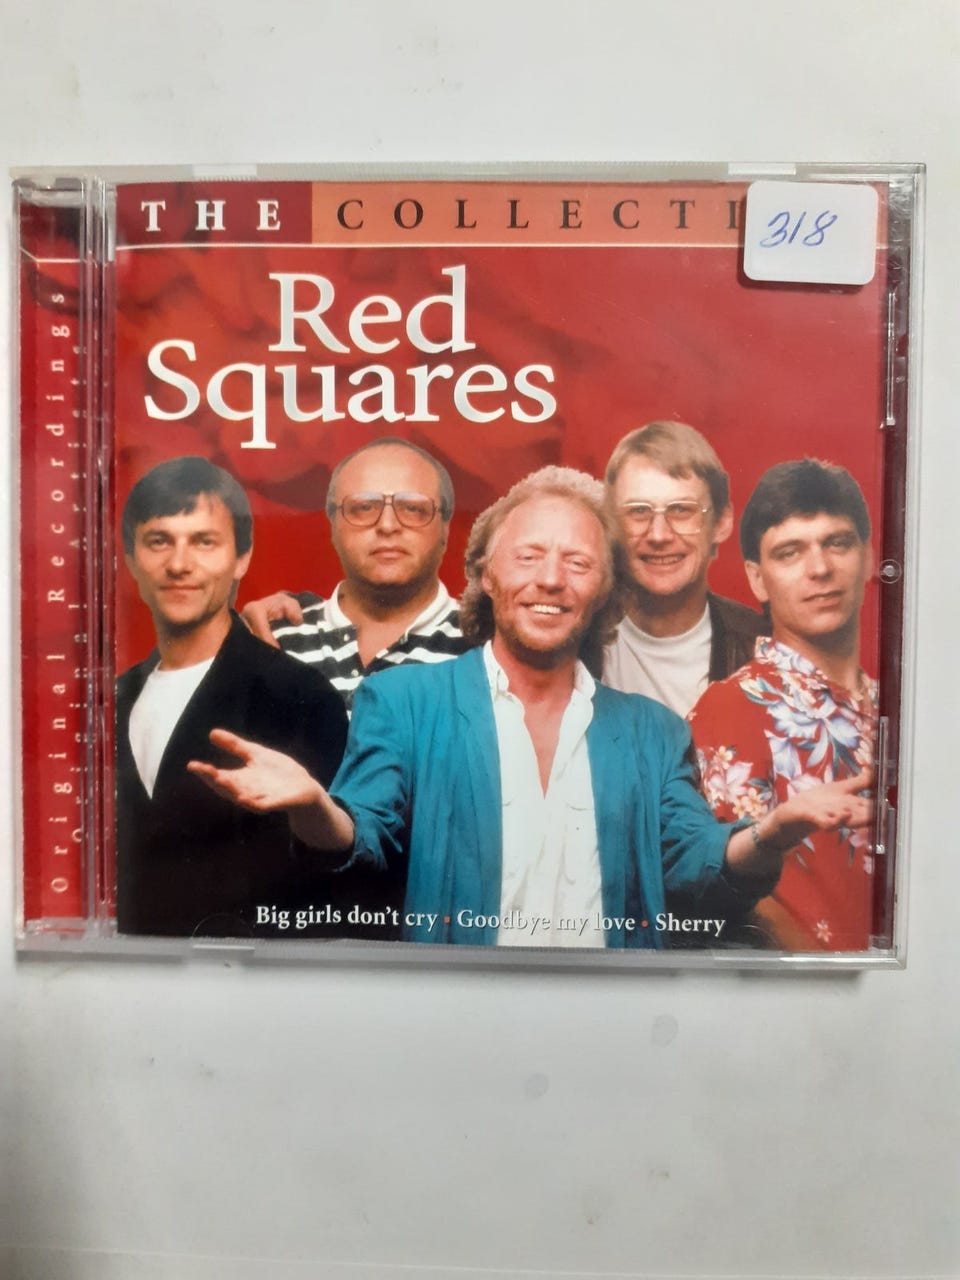 THE COLLECTI
318
Red
Squares
Big girls don't cry • Goodbye my love • Sherry
Original Recordings